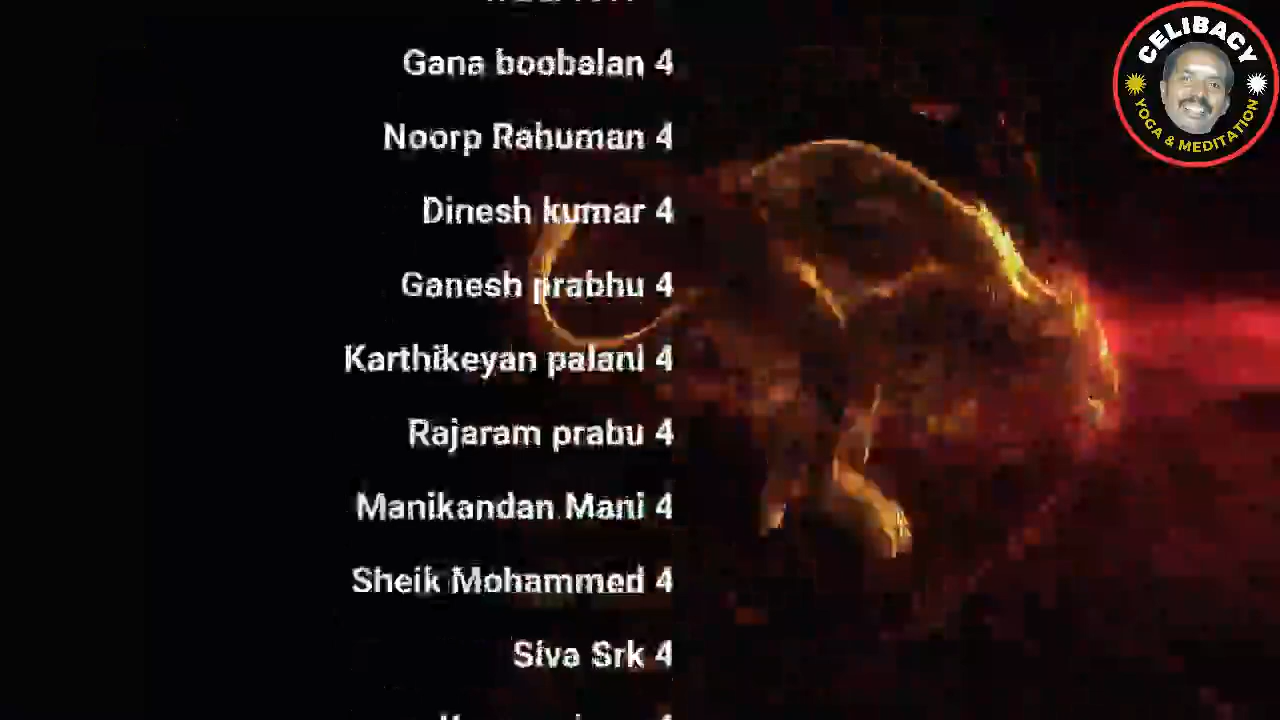 Gana boobalan 4
Noorp Rahuman 4
Dinesh kumar 4
Ganesh prabhu 4
Karthikeyan palani 4
Rajaram prabu 4
Manikandan Mani 4
Sheik Mohammed 4
Siva Srk 4
CELIBACY
YOGA & MEDITATION